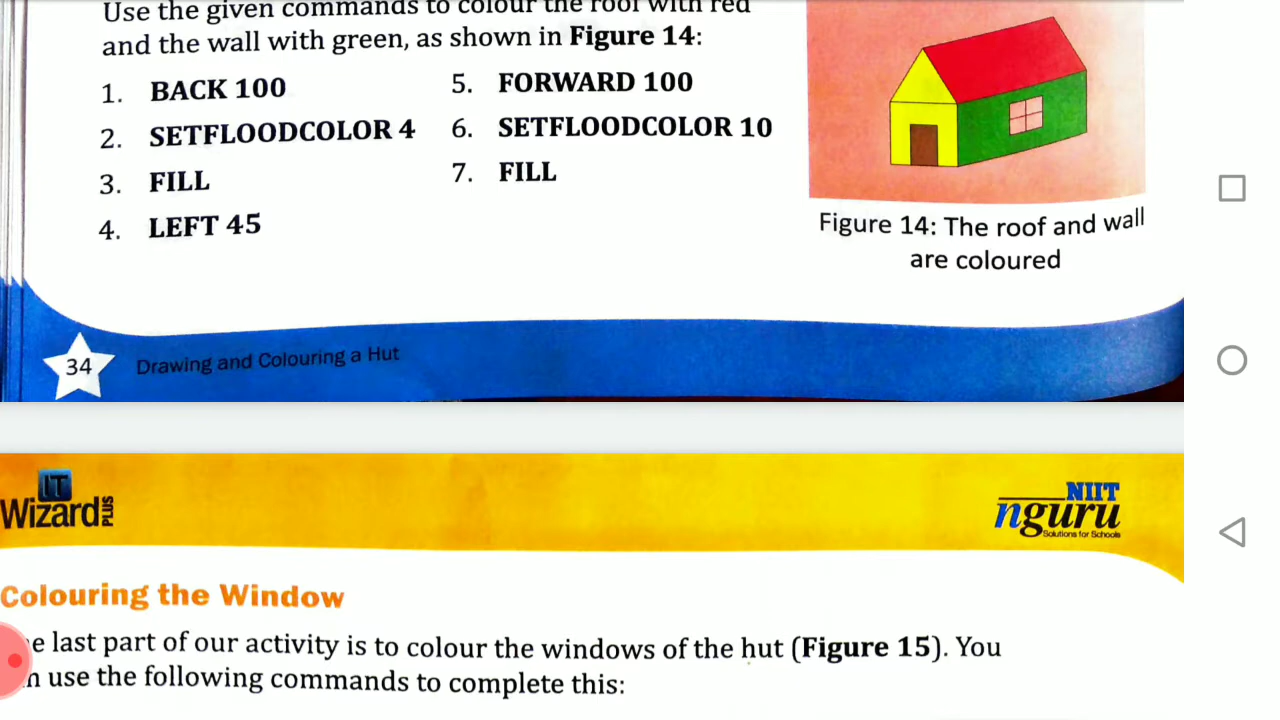 Use the given commands to colour the roof with red
and the wall with green, as shown in Figure 14:
1. BACK 100
2. SETFLOODCOLOR 4
3. FILL
4. LEFT 45
5. FORWARD 100
6. SETFLOODCOLOR 10
7. FILL
Figure 14: The roof and wall
are coloured
34 Drawing and Colouring a Hut
IT
Wizard PLUS
NIIT
nguru
Solutions for Schools
Colouring the Window
e last part of our activity is to colour the windows of the hut (Figure 15). You
n use the following commands to complete this: